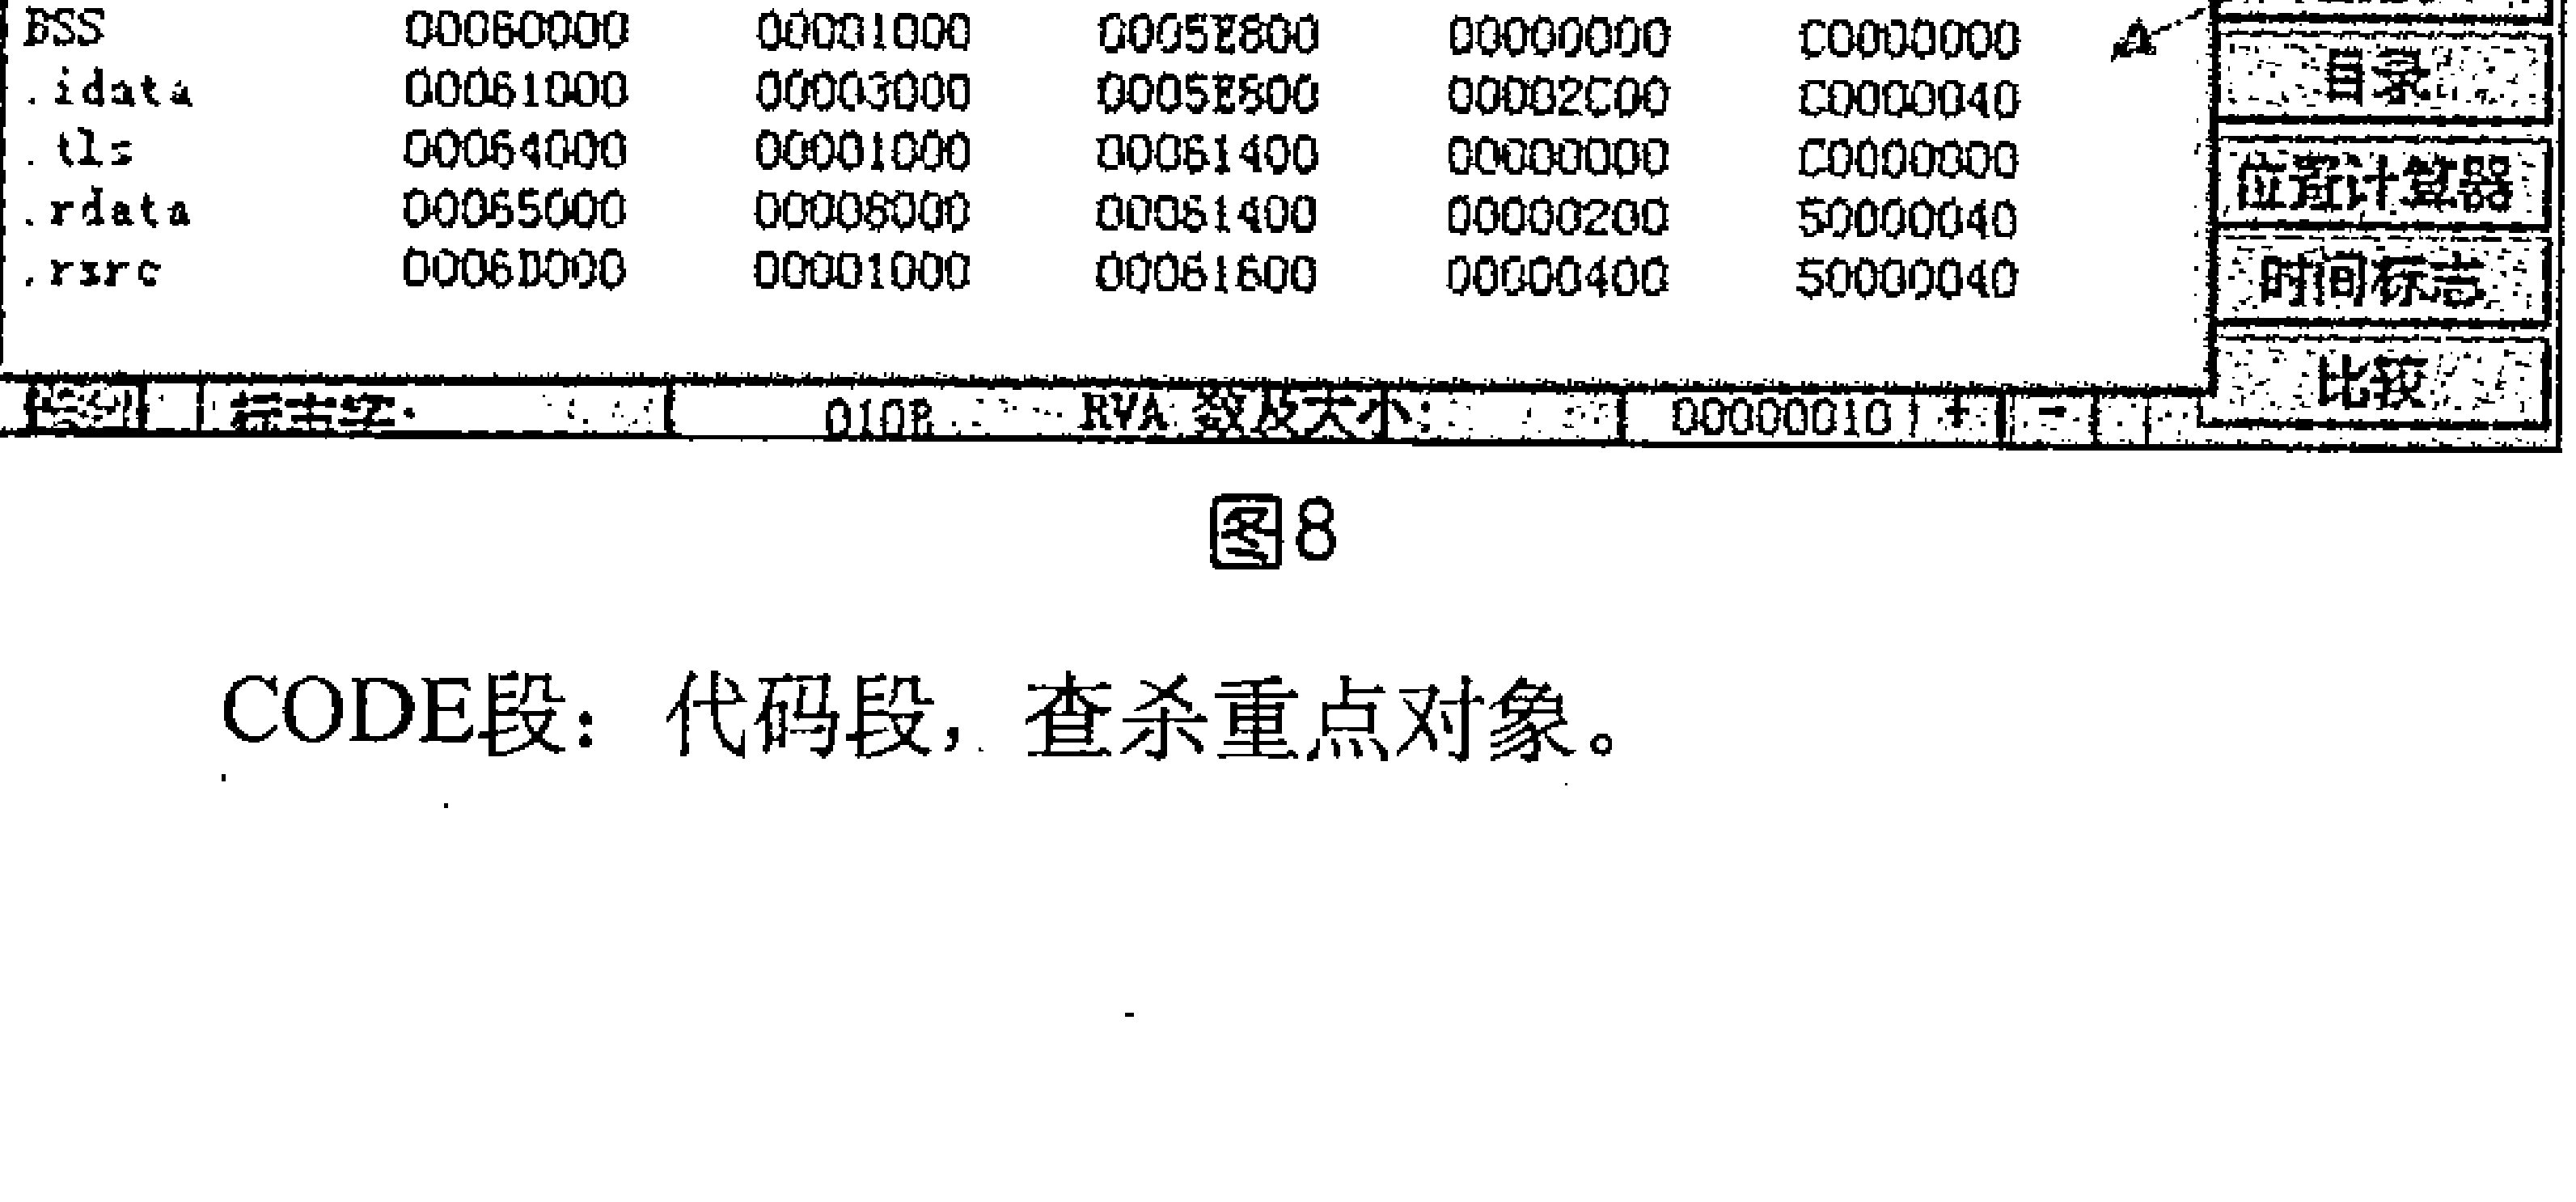 BSS 00060000 00001000 0005E800 00000000 C0000000
.idata 00061000 00003000 0005E800 00002C00 C0000040
.tls 00064000 00001000 00061400 00000000 C0000000
.rdata 00065000 00008000 00061400 00000200 50000040
.rsrc 0006D000 00001000 00061600 00000400 50000040
目录
位置计算器
时间标志
比较
标志字: 010B RVA 数及大小: 00000010 + -
图8
CODE段：代码段，查杀重点对象。